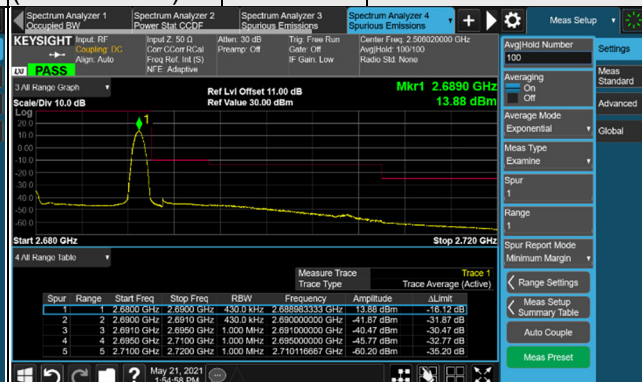 Spectrum Analyzer 1
Occupied BW
Spectrum Analyzer 2
Power Stat CCDF
Spectrum Analyzer 3
Spurious Emissions
Spectrum Analyzer 4
Spurious Emissions
Meas Setup
KEYSIGHT
Input: RF
Coupling: DC
Align: Auto
Input Z: 50 Ω
Corr CCorr RCal
Freq Ref: Int (S)
NFE: Adaptive
Atten: 30 dB
Preamp: Off
Trig: Free Run
Gate: Off
IF Gain: Low
Center Freq: 2.506020000 GHz
Avg|Hold: 100/100
Radio Std: None
LXI PASS
3 All Range Graph
Scale/Div 10.0 dB
Ref Lvl Offset 11.00 dB
Ref Value 30.00 dBm
Mkr1 2.6890 GHz
13.88 dBm
Log
20.0
10.0
0.00
-10.0
-20.0
-30.0
-40.0
-50.0
-60.0
1
Start 2.680 GHz
Stop 2.720 GHz
4 All Range Table
Measure Trace Trace 1
Trace Type Trace Average (Active)
Spur Range Start Freq Stop Freq RBW Frequency Amplitude ΔLimit
1 1 2.6800 GHz 2.6900 GHz 430.0 kHz 2.688983333 GHz 13.88 dBm -16.12 dB
2 2 2.6900 GHz 2.6910 GHz 430.0 kHz 2.690000000 GHz -41.87 dBm -31.87 dB
3 3 2.6910 GHz 2.6950 GHz 1.000 MHz 2.691000000 GHz -40.47 dBm -30.47 dB
4 4 2.6950 GHz 2.7100 GHz 1.000 MHz 2.695000000 GHz -45.77 dBm -32.77 dB
5 5 2.7100 GHz 2.7200 GHz 1.000 MHz 2.710116667 GHz -60.20 dBm -35.20 dB
Avg|Hold Number
100
Averaging
On
Off
Average Mode
Exponential
Meas Type
Examine
Spur
1
Range
1
Spur Report Mode
Minimum Margin
Range Settings
Meas Setup
Summary Table
Auto Couple
Meas Preset
Settings
Meas
Standard
Advanced
Global
May 21, 2021
1:54:58 PM